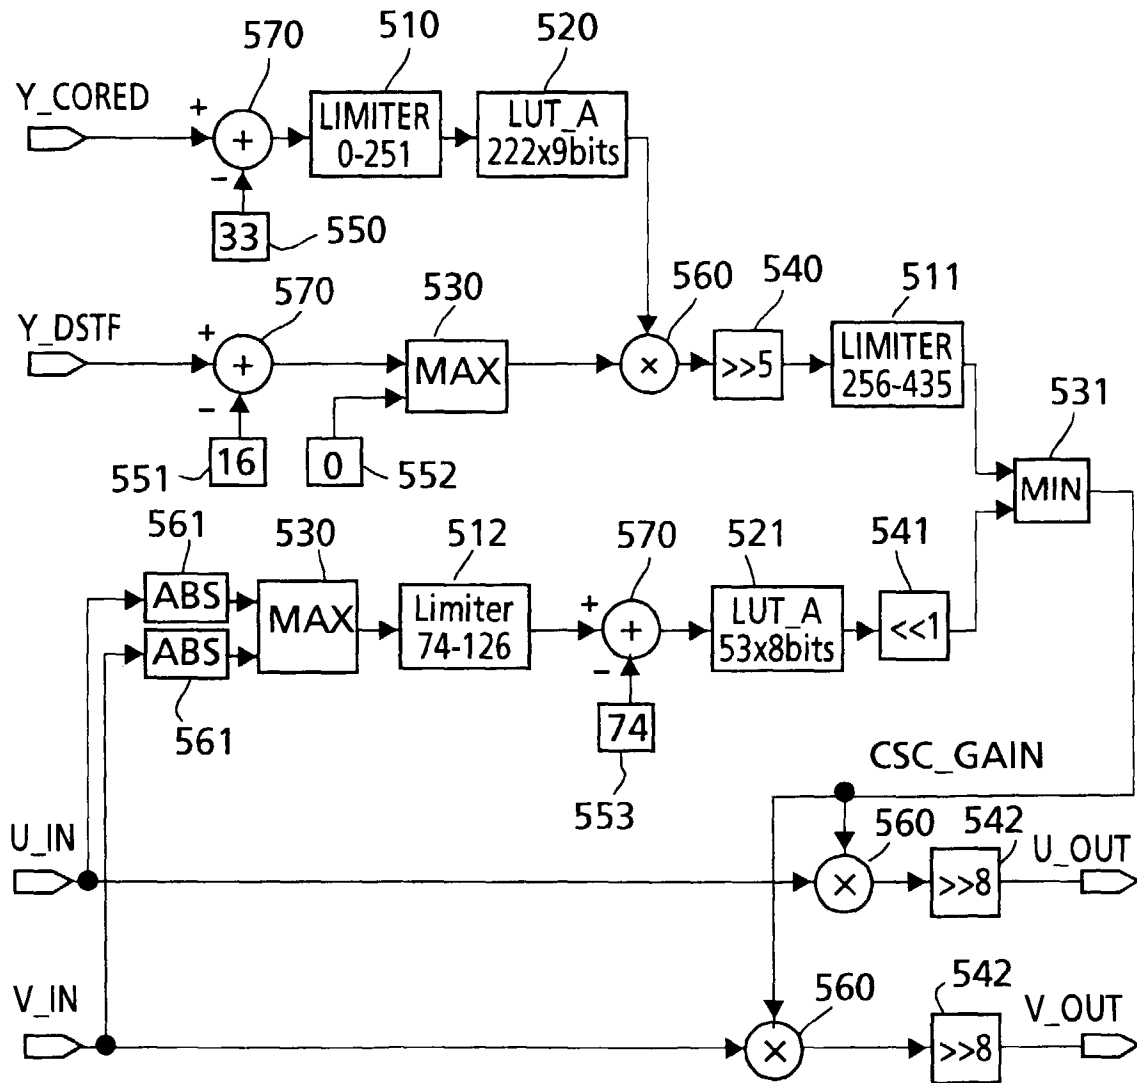 570
510
520
Y_CORED
+
+
−
LIMITER
0-251
LUT_A
222x9bits
33
550
570
530
560
540
511
Y_DSTF
+
+
−
MAX
×
>>5
LIMITER
256-435
531
551
16
0
552
MIN
561
530
512
570
521
541
ABS
MAX
Limiter
74-126
+
+
−
LUT_A
53x8bits
<<1
ABS
561
74
553
CSC_GAIN
U_IN
560
542
U_OUT
×
>>8
V_IN
560
542
V_OUT
×
>>8